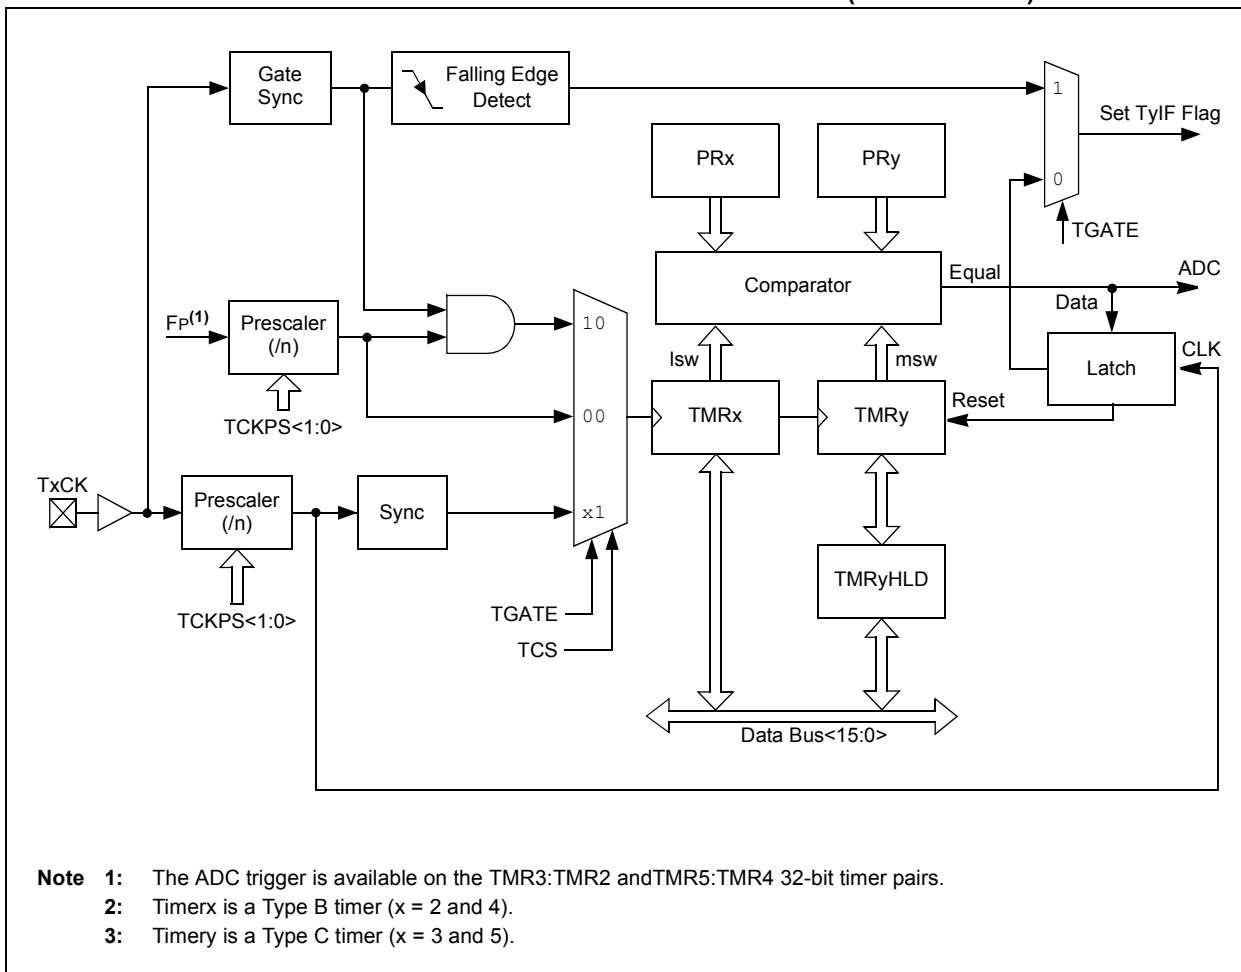 Gate
Sync
Falling Edge
Detect
1
Set TyIF Flag
PRx
PRy
0
TGATE
Comparator
Equal
ADC
Data
FP(1)
Prescaler
(/n)
10
lsw
msw
Latch
CLK
TCKPS<1:0>
00
TMRx
TMRy
Reset
TxCK
Prescaler
(/n)
Sync
x1
TMRyHLD
TCKPS<1:0>
TGATE
TCS
Data Bus<15:0>
Note 1: The ADC trigger is available on the TMR3:TMR2 andTMR5:TMR4 32-bit timer pairs.
2: Timerx is a Type B timer (x = 2 and 4).
3: Timery is a Type C timer (x = 3 and 5).